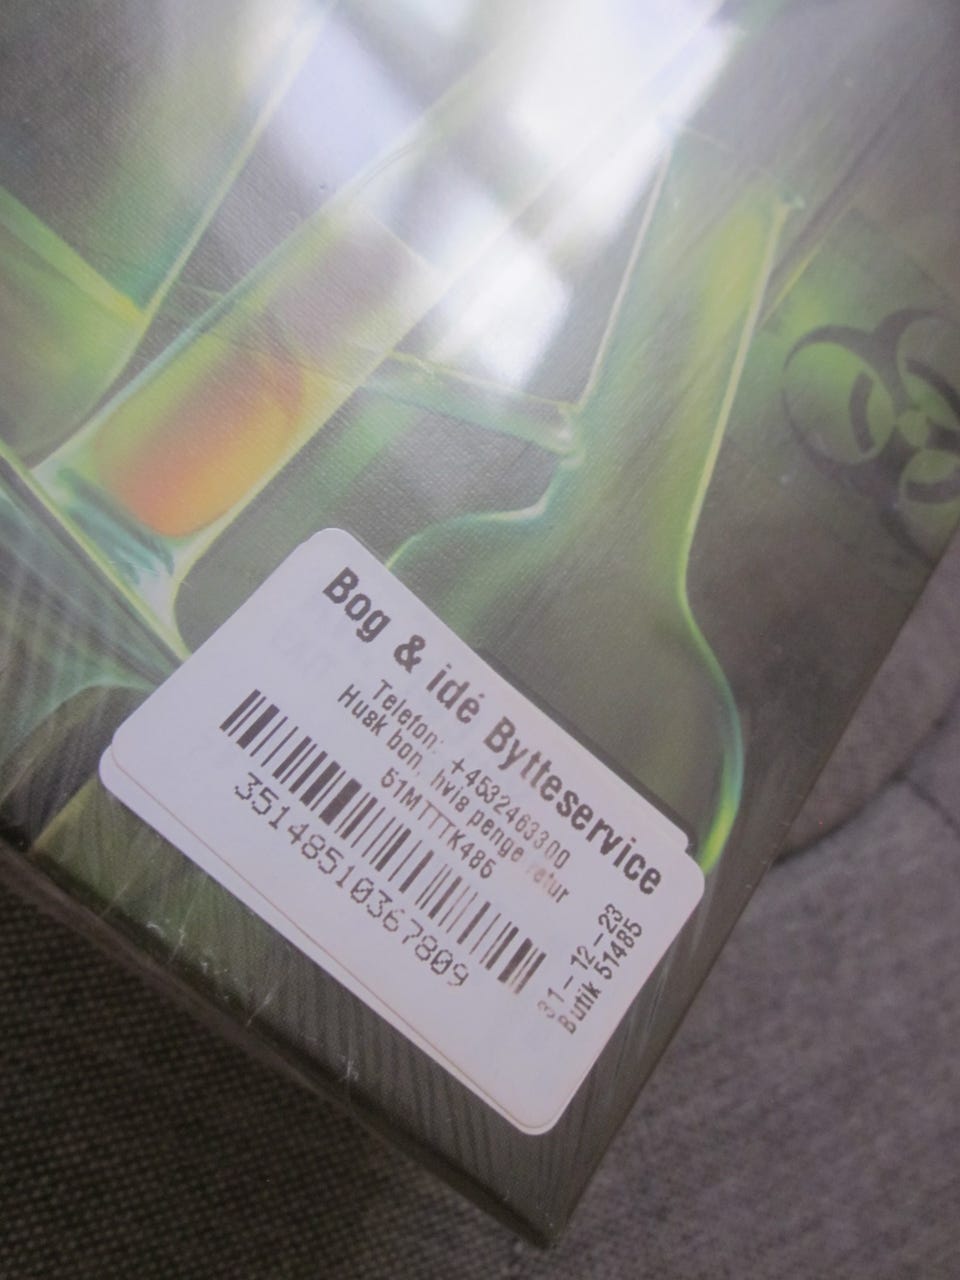 Bog & idé Bytteservice
Telefon: +4532463300
Husk bon, hvis penge retur
51MTTTK486
3514851036780​9
31-12-23
Butik 51485